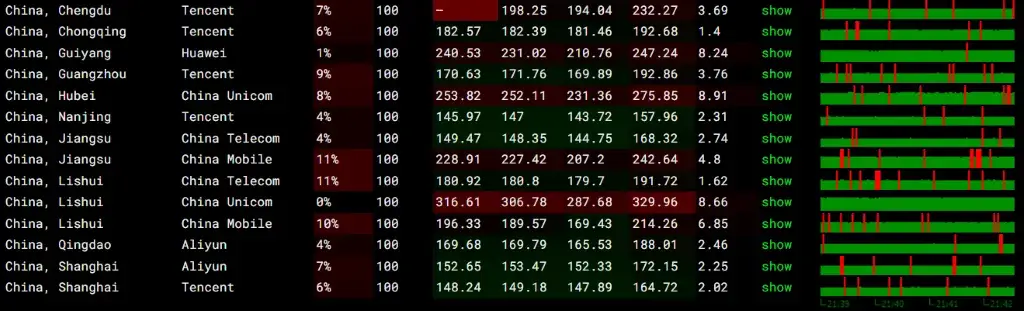 China, Chengdu Tencent 7% 100 – 198.25 194.04 232.27 3.69 show
China, Chongqing Tencent 6% 100 182.57 182.39 181.46 192.68 1.4 show
China, Guiyang Huawei 1% 100 240.53 231.02 210.76 247.24 8.24 show
China, Guangzhou Tencent 9% 100 170.63 171.76 169.89 192.86 3.76 show
China, Hubei China Unicom 8% 100 253.82 252.11 231.36 275.85 8.91 show
China, Nanjing Tencent 4% 100 145.97 147 143.72 157.96 2.31 show
China, Jiangsu China Telecom 4% 100 149.47 148.35 144.75 168.32 2.74 show
China, Jiangsu China Mobile 11% 100 228.91 227.42 207.2 242.64 4.8 show
China, Lishui China Telecom 11% 100 180.92 180.8 179.7 191.72 1.62 show
China, Lishui China Unicom 0% 100 316.61 306.78 287.68 329.96 8.66 show
China, Lishui China Mobile 10% 100 196.33 189.57 169.43 214.26 6.85 show
China, Qingdao Aliyun 4% 100 169.68 169.79 165.53 188.01 2.46 show
China, Shanghai Aliyun 7% 100 152.65 153.47 152.33 172.15 2.25 show
China, Shanghai Tencent 6% 100 148.24 149.18 147.89 164.72 2.02 show
21:39 21:40 21:41 21:42